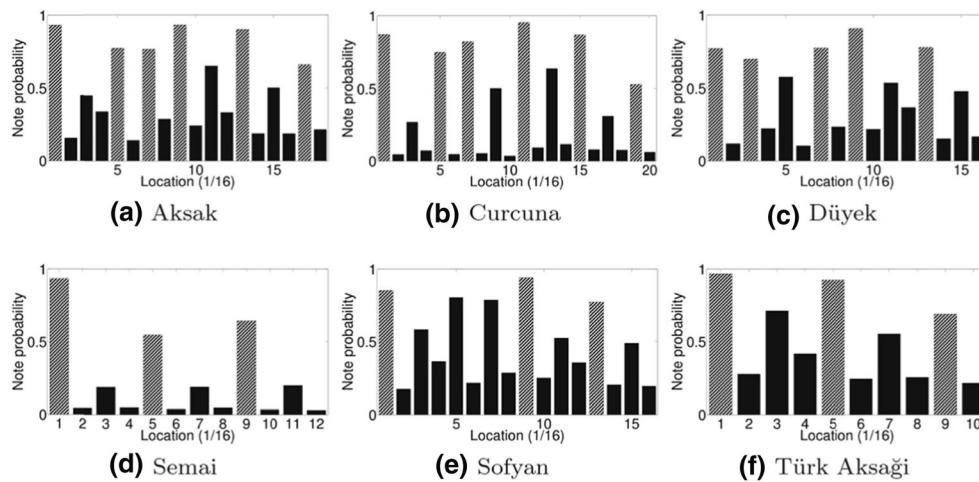 1
0.5
0
Note probability
5
10
15
Location (1/16)
(a) Aksak
1
0.5
0
Note probability
5
10
15
20
Location (1/16)
(b) Curcuna
1
0.5
0
Note probability
5
10
15
Location (1/16)
(c) Düyek
1
0.5
0
Note probability
1 2 3 4 5 6 7 8 9 10 11 12
Location (1/16)
(d) Semai
1
0.5
0
Note probability
5
10
15
Location (1/16)
(e) Sofyan
1
0.5
0
Note probability
1 2 3 4 5 6 7 8 9 10
Location (1/16)
(f) Türk Aksaği